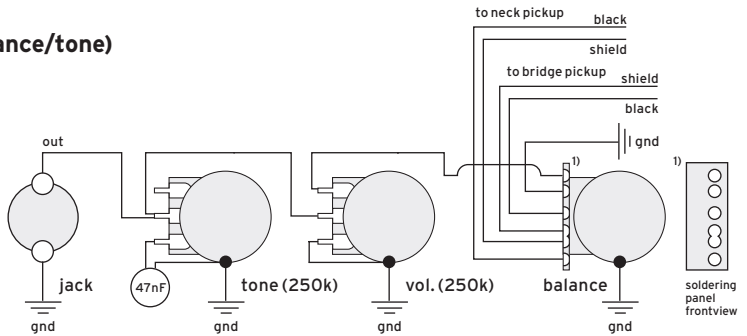 ance/tone)
to neck pickup
black
shield
to bridge pickup
shield
black
out
gnd
1)
1)
jack
47nF
tone (250k)
vol. (250k)
balance
soldering
panel
frontview
gnd
gnd
gnd
gnd